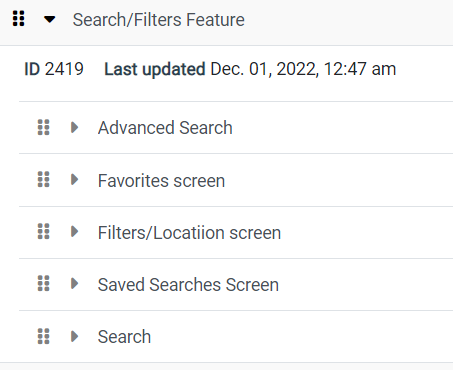 Search/Filters Feature
ID 2419 Last updated Dec. 01, 2022, 12:47 am
Advanced Search
Favorites screen
Filters/Locatiion screen
Saved Searches Screen
Search